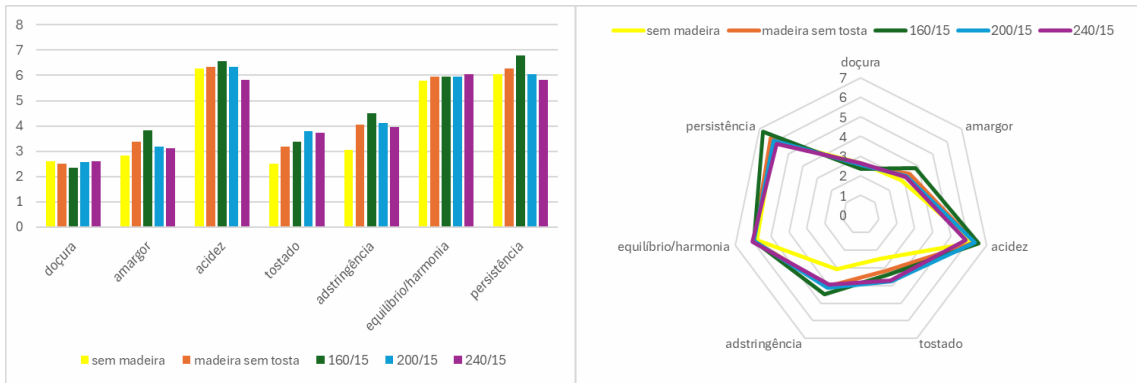 8
7
6
5
4
3
2
1
0
doçura
amargor
acidez
tostado
adstringência
equilíbrio/harmonia
persistência
sem madeira madeira sem tosta 160/15 200/15 240/15
sem madeira madeira sem tosta 160/15 200/15 240/15
doçura
7
6
5
4
3
2
1
0
amargor
acidez
tostado
adstringência
equilíbrio/harmonia
persistência